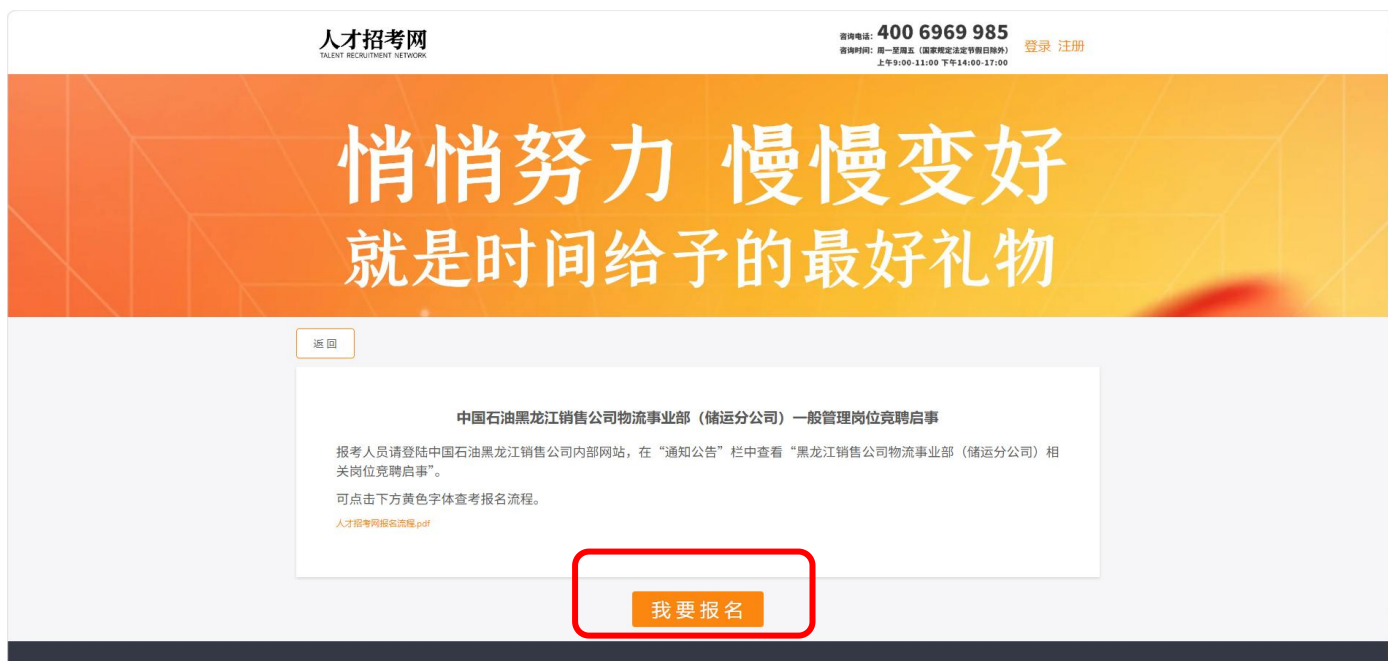 人才招考网
TALENT RECRUITMENT NETWORK
咨询电话: 400 6969 985
咨询时间: 周一至周五（国家规定法定节假日除外）
上午9:00-11:00 下午14:00-17:00
登录 注册
悄悄努力 慢慢变好
就是时间给予的最好礼物
返回
中国石油黑龙江销售公司物流事业部（储运分公司）一般管理岗位竞聘启事
报考人员请登陆中国石油黑龙江销售公司内部网站，在“通知公告”栏中查看“黑龙江销售公司物流事业部（储运分公司）相
关岗位竞聘启事”。
可点击下方黄色字体查考报名流程。
人才招考网报名流程.pdf
我要报名